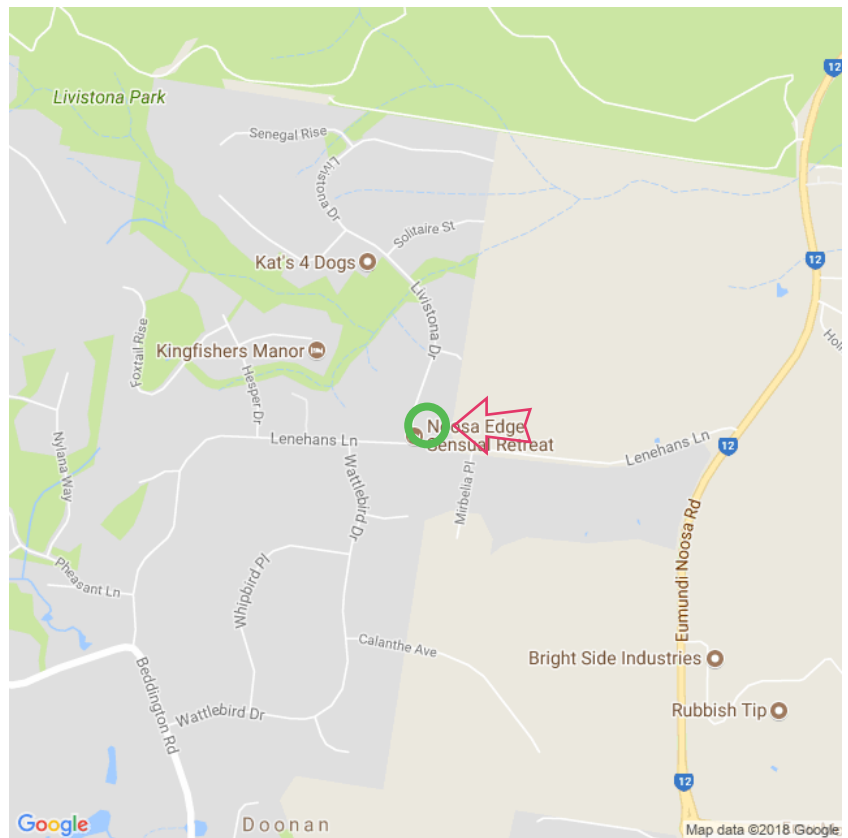 12
Livistona Park
Senegal Rise
Livistona Dr
Solitaire St
Kat's 4 Dogs
12
Livistona Dr
Foxtail Rise
Kingfishers Manor
Hesper Dr
Noosa Edge
Sensual Retreat
Lenehans Ln
Lenehans Ln
12
Nylana Way
Wattlebird Dr
Mirbelia Pl
Eumundi Noosa Rd
Pheasant Ln
Whipbird Pl
Calanthe Ave
Bright Side Industries
Beddington Rd
Wattlebird Dr
Rubbish Tip
12
Google
Doonan
Map data ©2018 Google